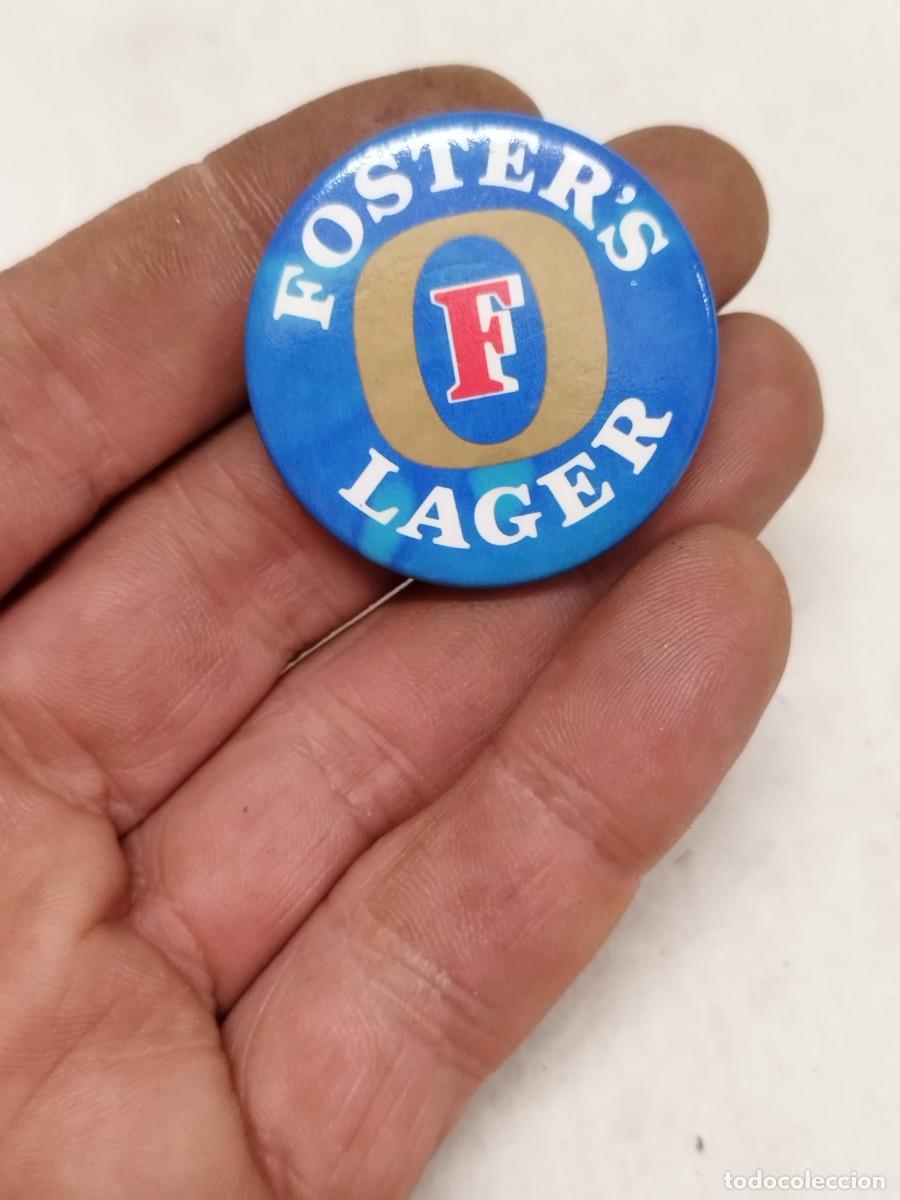 FOSTER'S
F
LAGER
todocoleccion